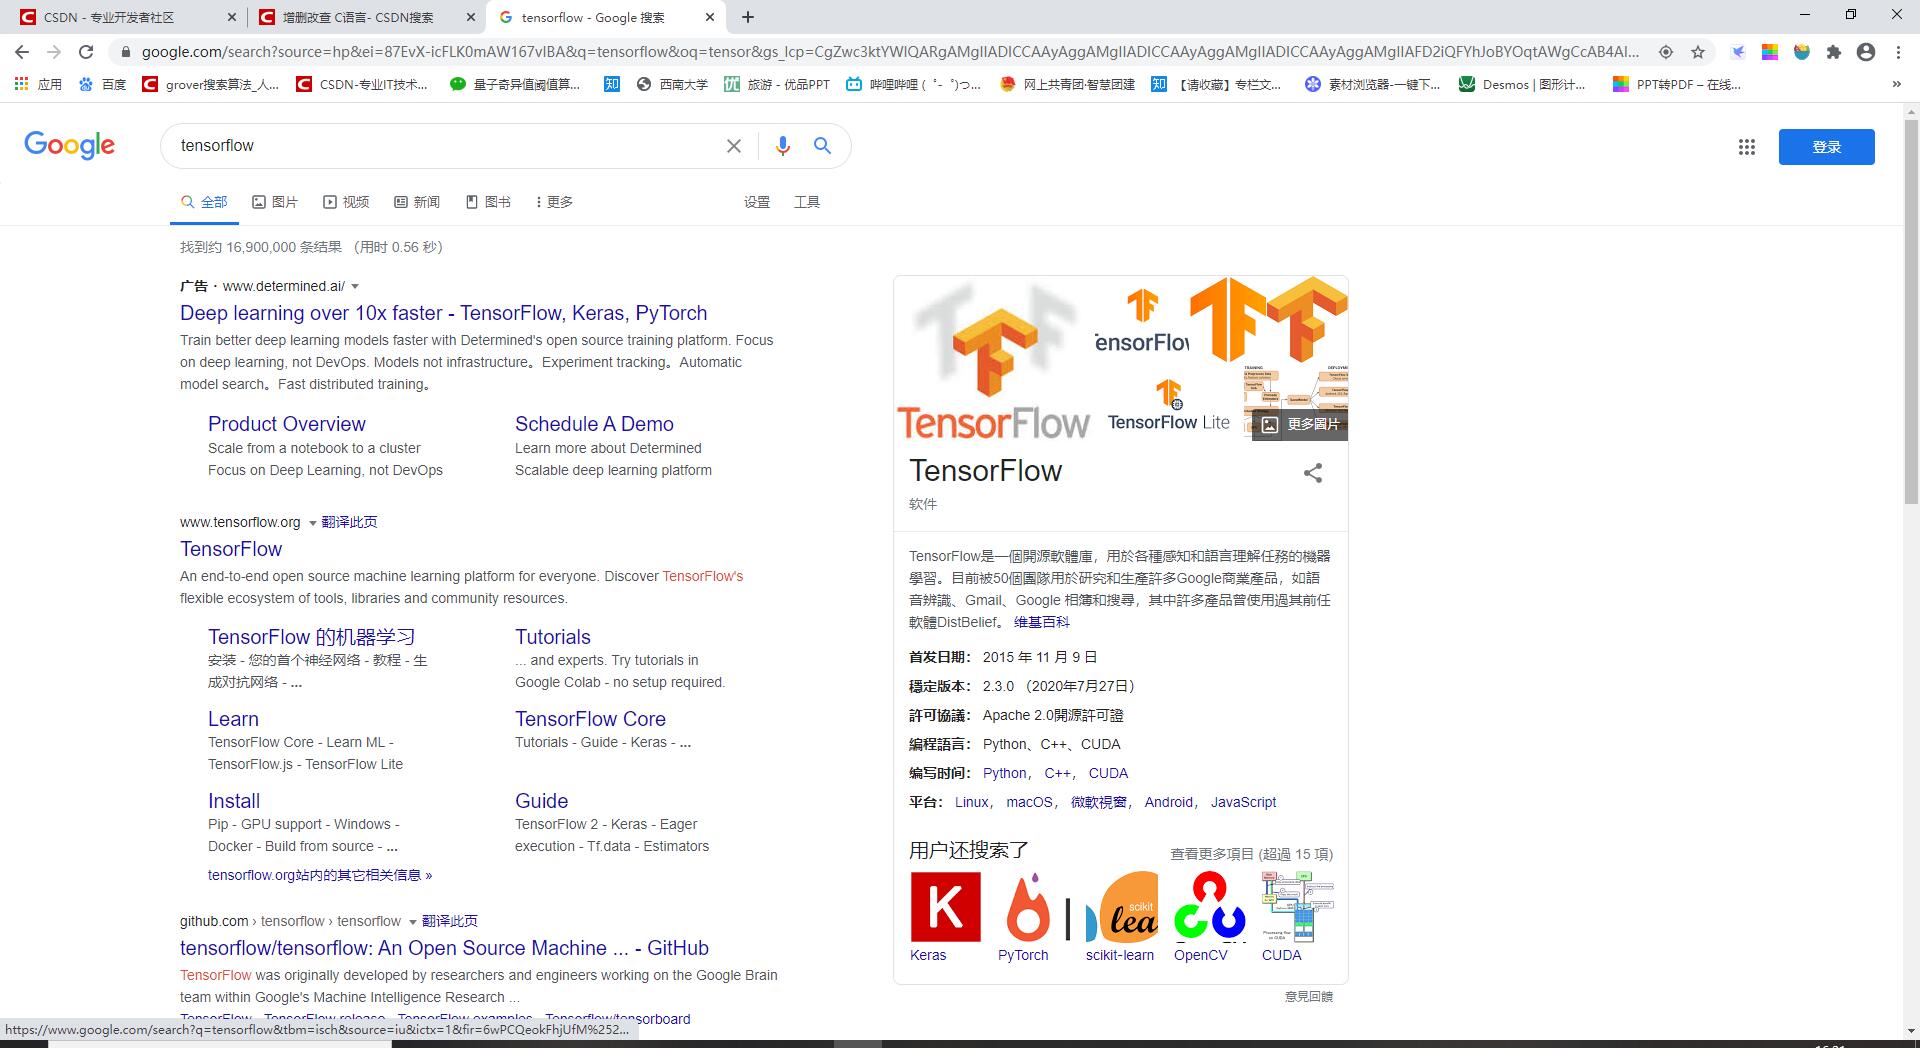 CSDN - 专业开发者社区
增删改查 C语言- CSDN搜索
tensorflow - Google 搜索
google.com/search?source=hp&ei=87EvX-icFLK0mAW167vIBA&q=tensorflow&oq=tensor&gs_lcp=CgZwc3ktYWIQARgAMgIIADICCAAyAggAMgIIADICCAAyAggAMgIIADICCAAyAggAMgIIAFD2iQFYhJoBYOqtAWgCcAB4AI...
应用
百度
grover搜索算法_人...
CSDN-专业IT技术...
量子奇异值阈值算...
知
西南大学
旅游 - 优品PPT
哔哩哔哩 ( ゜- ゜)つ...
网上共青团·智慧团建
知
【请收藏】专栏文...
素材浏览器-一键下...
Desmos | 图形计...
PPT转PDF – 在线...
Google
tensorflow
登录
全部
图片
视频
新闻
图书
更多
设置
工具
找到约 16,900,000 条结果 （用时 0.56 秒）
广告 · www.determined.ai/
Deep learning over 10x faster - TensorFlow, Keras, PyTorch
Train better deep learning models faster with Determined's open source training platform. Focus
on deep learning, not DevOps. Models not infrastructure。Experiment tracking。Automatic
model search。Fast distributed training。
Product Overview
Scale from a notebook to a cluster
Focus on Deep Learning, not DevOps
Schedule A Demo
Learn more about Determined
Scalable deep learning platform
www.tensorflow.org 翻译此页
TensorFlow
An end-to-end open source machine learning platform for everyone. Discover TensorFlow's
flexible ecosystem of tools, libraries and community resources.
TensorFlow 的机器学习
安装 - 您的首个神经网络 - 教程 - 生
成对抗网络 - ...
Tutorials
... and experts. Try tutorials in
Google Colab - no setup required.
Learn
TensorFlow Core - Learn ML -
TensorFlow.js - TensorFlow Lite
TensorFlow Core
Tutorials - Guide - Keras - ...
Install
Pip - GPU support - Windows -
Docker - Build from source - ...
Guide
TensorFlow 2 - Keras - Eager
execution - Tf.data - Estimators
tensorflow.org站内的其它相关信息 »
github.com › tensorflow › tensorflow 翻译此页
tensorflow/tensorflow: An Open Source Machine ... - GitHub
TensorFlow was originally developed by researchers and engineers working on the Google Brain
team within Google's Machine Intelligence Research ...
TensorFlow · TensorFlow release · TensorFlow examples · Tensorflow/tensorboard
https://www.google.com/search?q=tensorflow&tbm=isch&source=iu&ictx=1&fir=6wPCQeokFhjUfM%252...
TensorFlow
ensorFlov
TensorFlow Lite
TRAINING
更多圖片
TensorFlow
软件
TensorFlow是一個開源軟體庫，用於各種感知和語言理解任務的機器
學習。目前被50個團隊用於研究和生產許多Google商業產品，如語
音辨識、Gmail、Google 相簿和搜尋，其中許多產品曾使用過其前任
軟體DistBelief。 维基百科
首发日期： 2015 年 11 月 9 日
穩定版本： 2.3.0 （2020年7月27日）
許可協議： Apache 2.0開源許可證
編程語言： Python、C++、CUDA
编写时间： Python， C++， CUDA
平台： Linux， macOS， 微軟視窗， Android， JavaScript
用户还搜索了
查看更多項目 (超過 15 項)
K
scikit
lea
Keras
PyTorch
scikit-learn
OpenCV
CUDA
意見回饋